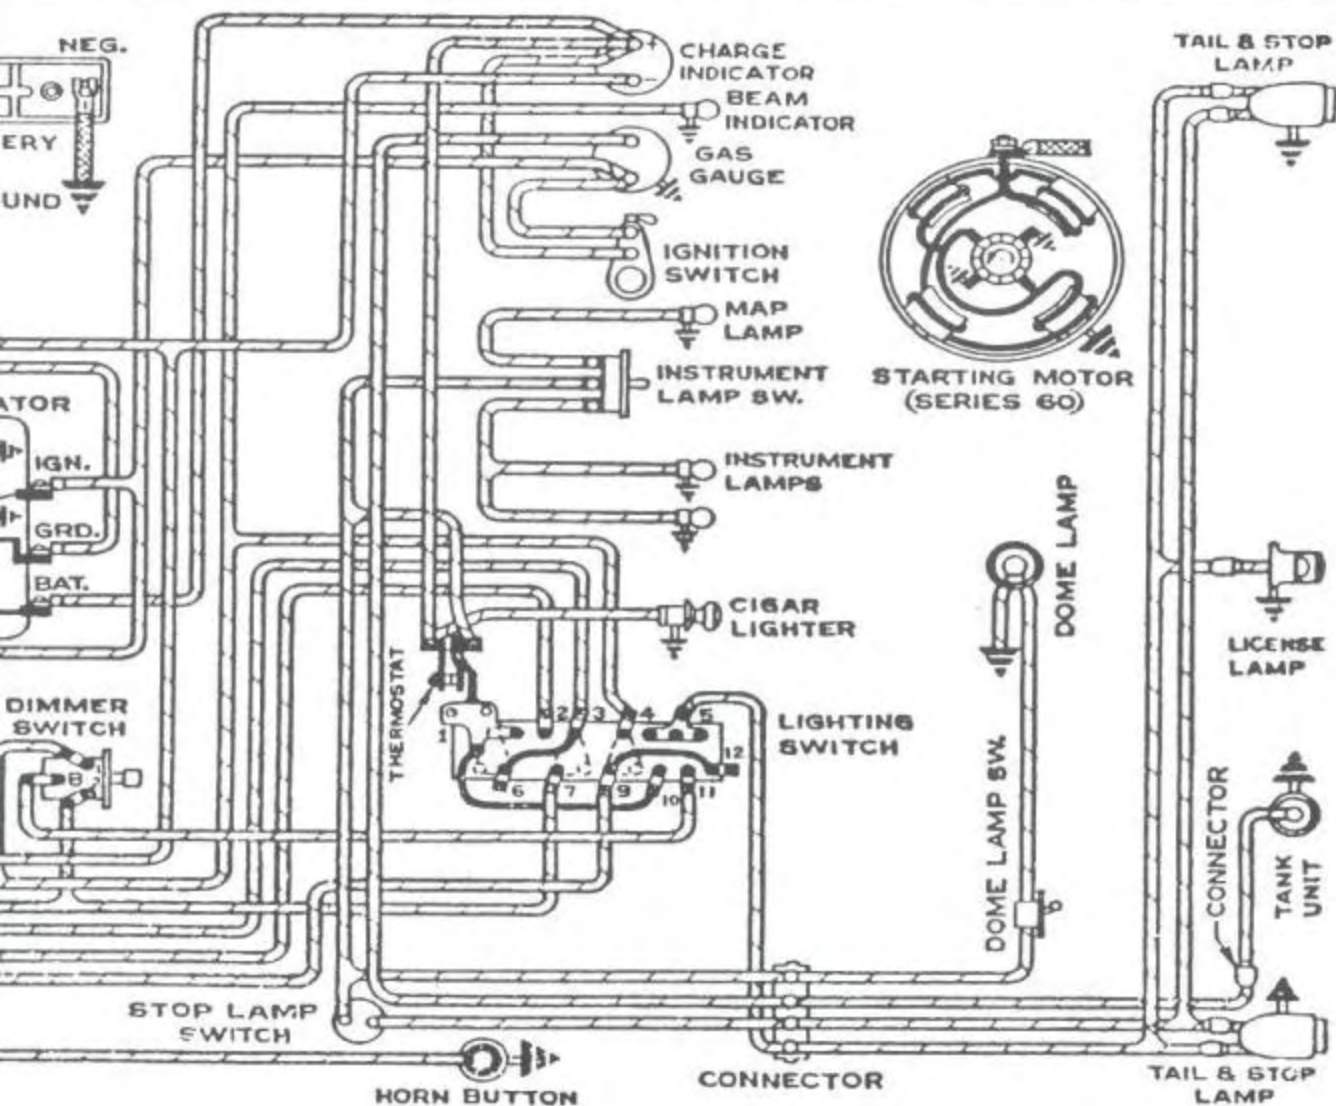 NEG.
ERY
UND
CHARGE
INDICATOR
BEAM
INDICATOR
GAS
GAUGE
IGNITION
SWITCH
MAP
LAMP
INSTRUMENT
LAMP SW.
INSTRUMENT
LAMPS
TAIL & STOP
LAMP
STARTING MOTOR
(SERIES 60)
ATOR
IGN.
GRD.
BAT.
DOME LAMP
CIGAR
LIGHTER
LICENSE
LAMP
DIMMER
SWITCH
B
THERMOSTAT
1
2
3
4
5
12
6
7
9
10
11
LIGHTING
SWITCH
DOME LAMP SW.
CONNECTOR
TANK
UNIT
STOP LAMP
SWITCH
HORN BUTTON
CONNECTOR
TAIL & STOP
LAMP